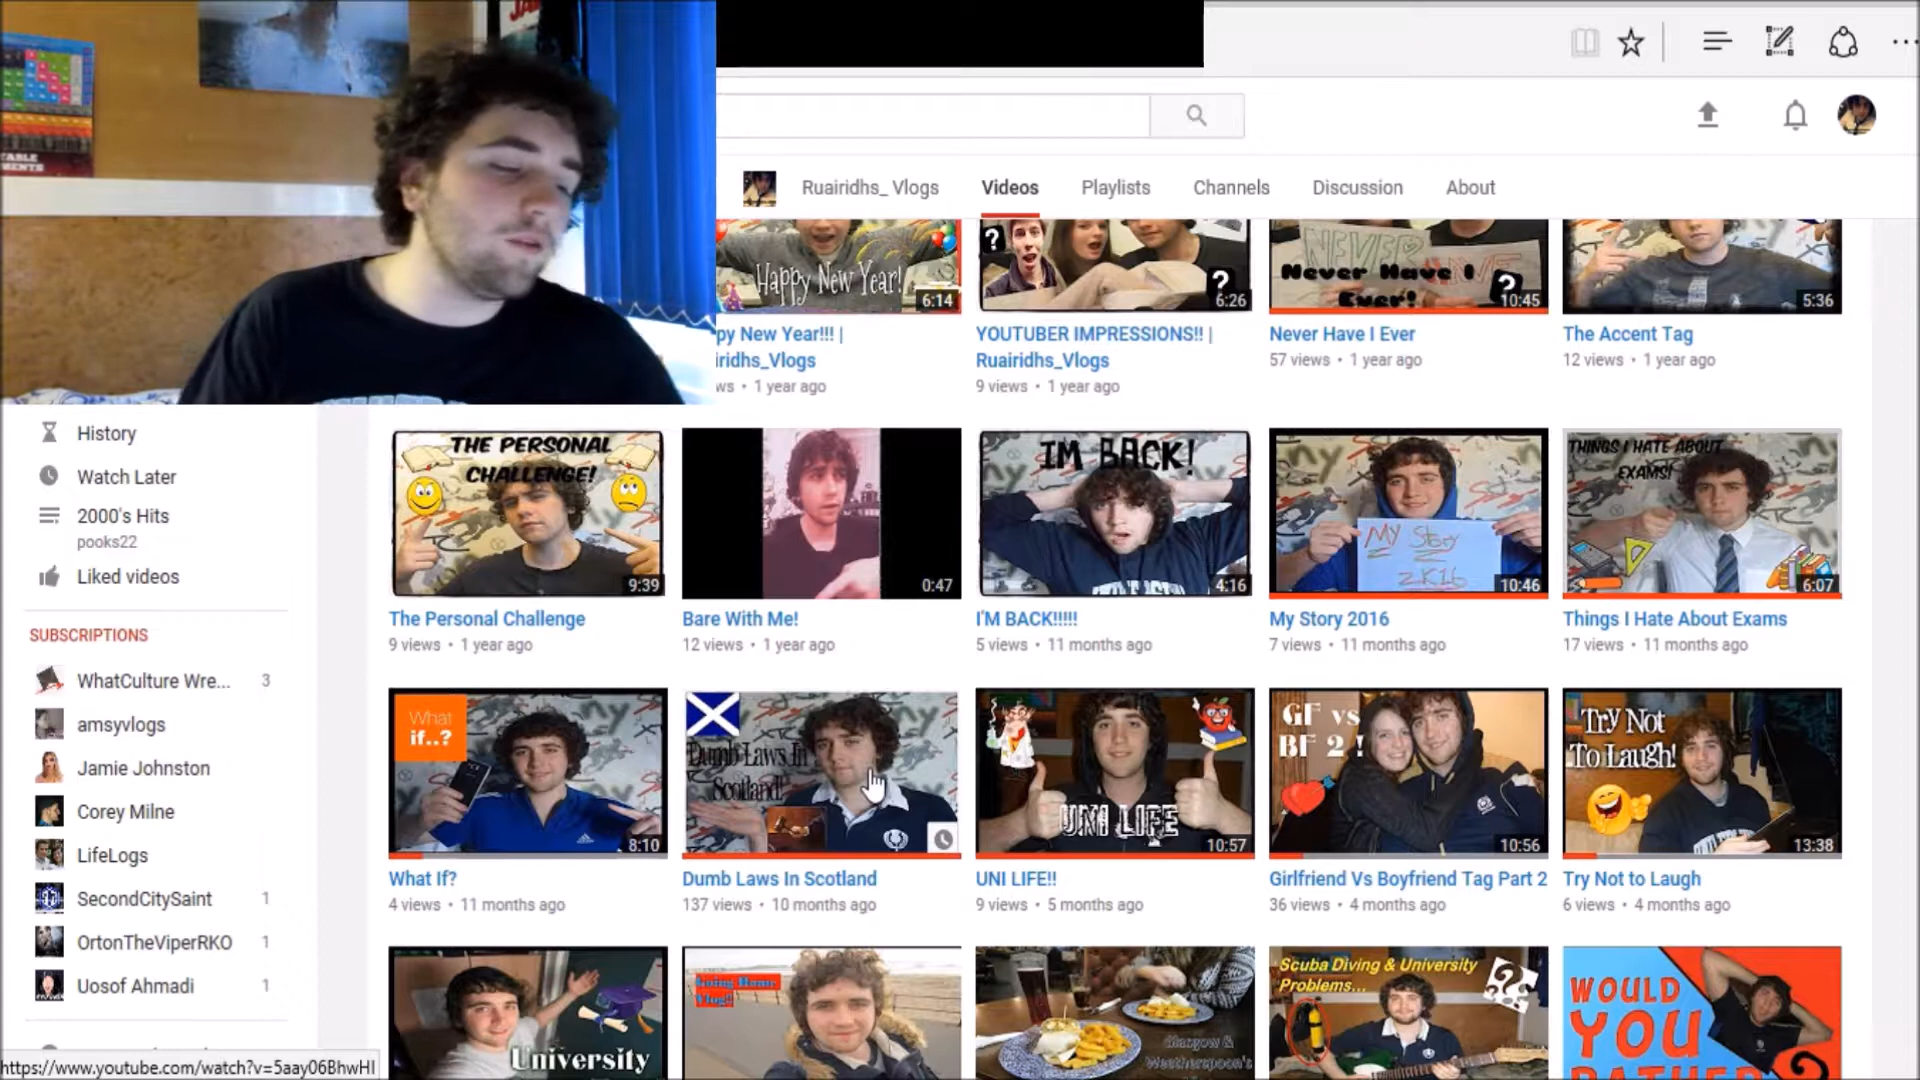 TABLE
Ruairidhs_ Vlogs
Videos
Playlists
Channels
Discussion
About
Happy New Year!
6:14
?
?
6:26
NEVER
Never Have I
Ever!
?
10:45
5:36
py New Year!!! |
iridhs_Vlogs
ws • 1 year ago
YOUTUBER IMPRESSIONS!! |
Ruairidhs_Vlogs
9 views • 1 year ago
Never Have I Ever
57 views • 1 year ago
The Accent Tag
12 views • 1 year ago
History
Watch Later
2000's Hits
pooks22
Liked videos
SUBSCRIPTIONS
WhatCulture Wre... 3
amsyvlogs
Jamie Johnston
Corey Milne
LifeLogs
SecondCitySaint 1
OrtonTheViperRKO 1
Uosof Ahmadi 1
THE PERSONAL
CHALLENGE!
9:39
0:47
IM BACK!
4:16
My Story
2K16
10:46
THINGS I HATE ABOUT
EXAMS!
6:07
The Personal Challenge
9 views • 1 year ago
Bare With Me!
12 views • 1 year ago
I'M BACK!!!!!
5 views • 11 months ago
My Story 2016
7 views • 11 months ago
Things I Hate About Exams
17 views • 11 months ago
What
if..?
8:10
Dumb Laws In
Scotland!
UNI LIFE
10:57
GF vs
BF 2 !
10:56
Try Not
To Laugh!
13:38
What If?
4 views • 11 months ago
Dumb Laws In Scotland
137 views • 10 months ago
UNI LIFE!!
9 views • 5 months ago
Girlfriend Vs Boyfriend Tag Part 2
36 views • 4 months ago
Try Not to Laugh
6 views • 4 months ago
University
Going Home
Vlog!!
Glasgow &
Weatherspoon's
Scuba Diving & University
Problems...
???
WOULD
YOU
RATHER
https://www.youtube.com/watch?v=5aay06BhwHI